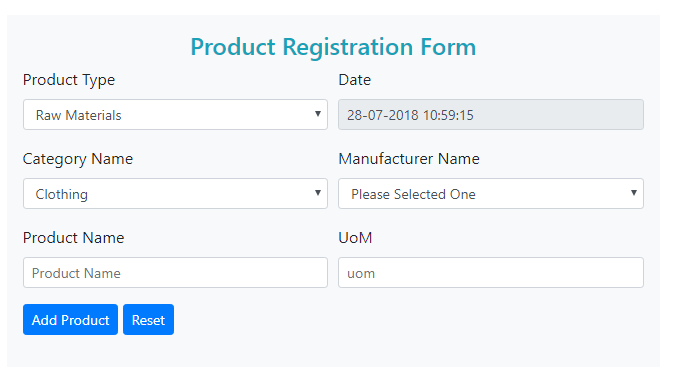 Product Registration Form
Product Type Date
Raw Materials 28-07-2018 10:59:15
Category Name Manufacturer Name
Clothing Please Selected One
Product Name UoM
Product Name uom
Add Product Reset